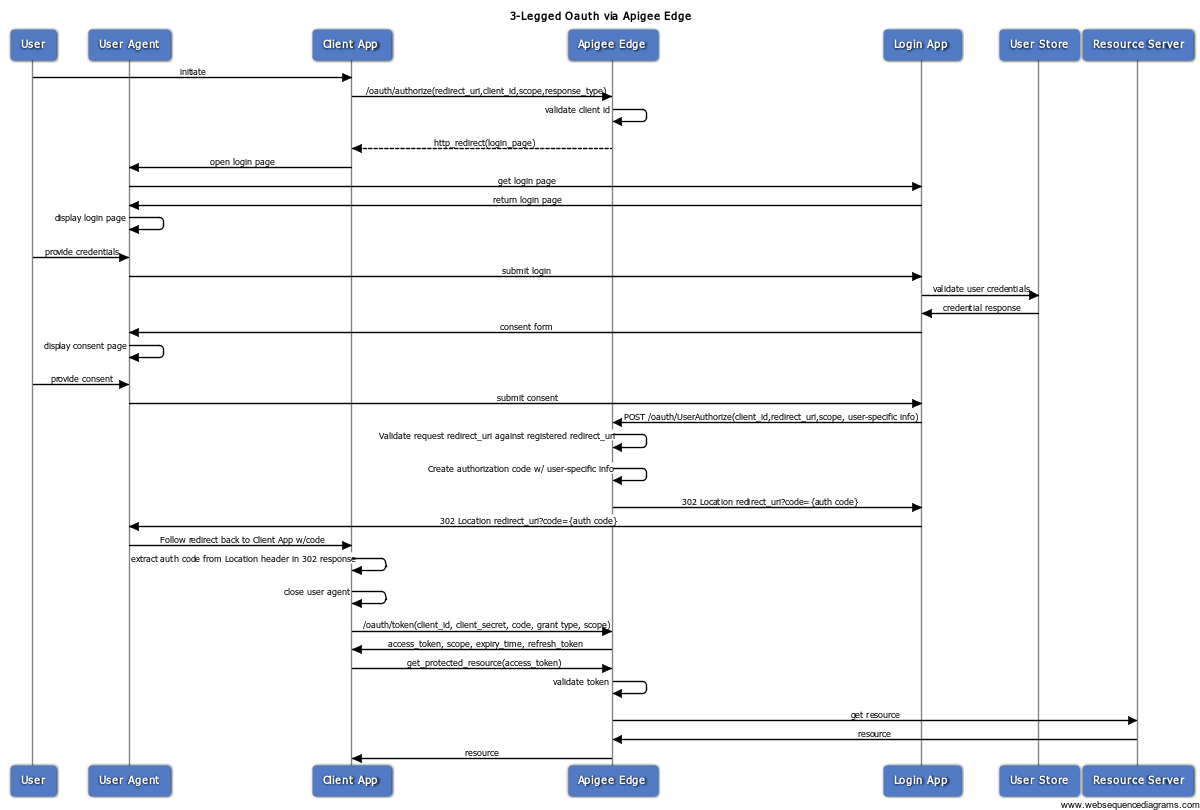 3-Legged Oauth via Apigee Edge
User User Agent Client App Apigee Edge Login App User Store Resource Server
initiate
/oauth/authorize(redirect_uri,client_id,scope,response_type)
validate client id
http_redirect(login_page)
open login page
get login page
return login page
display login page
provide credentials
submit login
validate user credentials
credential response
consent form
display consent page
provide consent
submit consent
POST /oauth/UserAuthorize(client_id,redirect_uri,scope, user-specific info)
Validate request redirect_uri against registered redirect_uri
Create authorization code w/ user-specific info
302 Location redirect_uri?code={auth code}
302 Location redirect_uri?code={auth code}
Follow redirect back to Client App w/code
extract auth code from Location header in 302 response
close user agent
/oauth/token(client_id, client_secret, code, grant type, scope)
access_token, scope, expiry_time, refresh_token
get_protected_resource(access_token)
validate token
get resource
resource
resource
User User Agent Client App Apigee Edge Login App User Store Resource Server
www.websequencediagrams.com